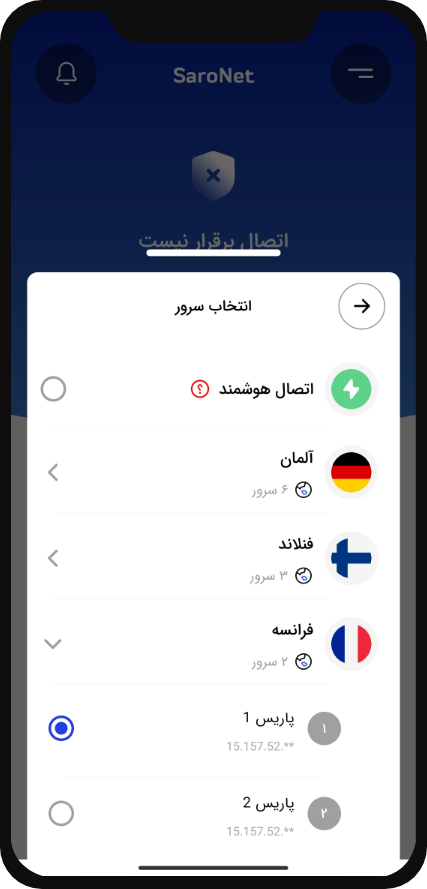 SaroNet
اتصال برقرار نیست
انتخاب سرور
اتصال هوشمند ؟
آلمان
۶ سرور
فنلاند
۳ سرور
فرانسه
۲ سرور
۱
پاریس 1
15.157.52.**
۲
پاریس 2
15.157.52.**